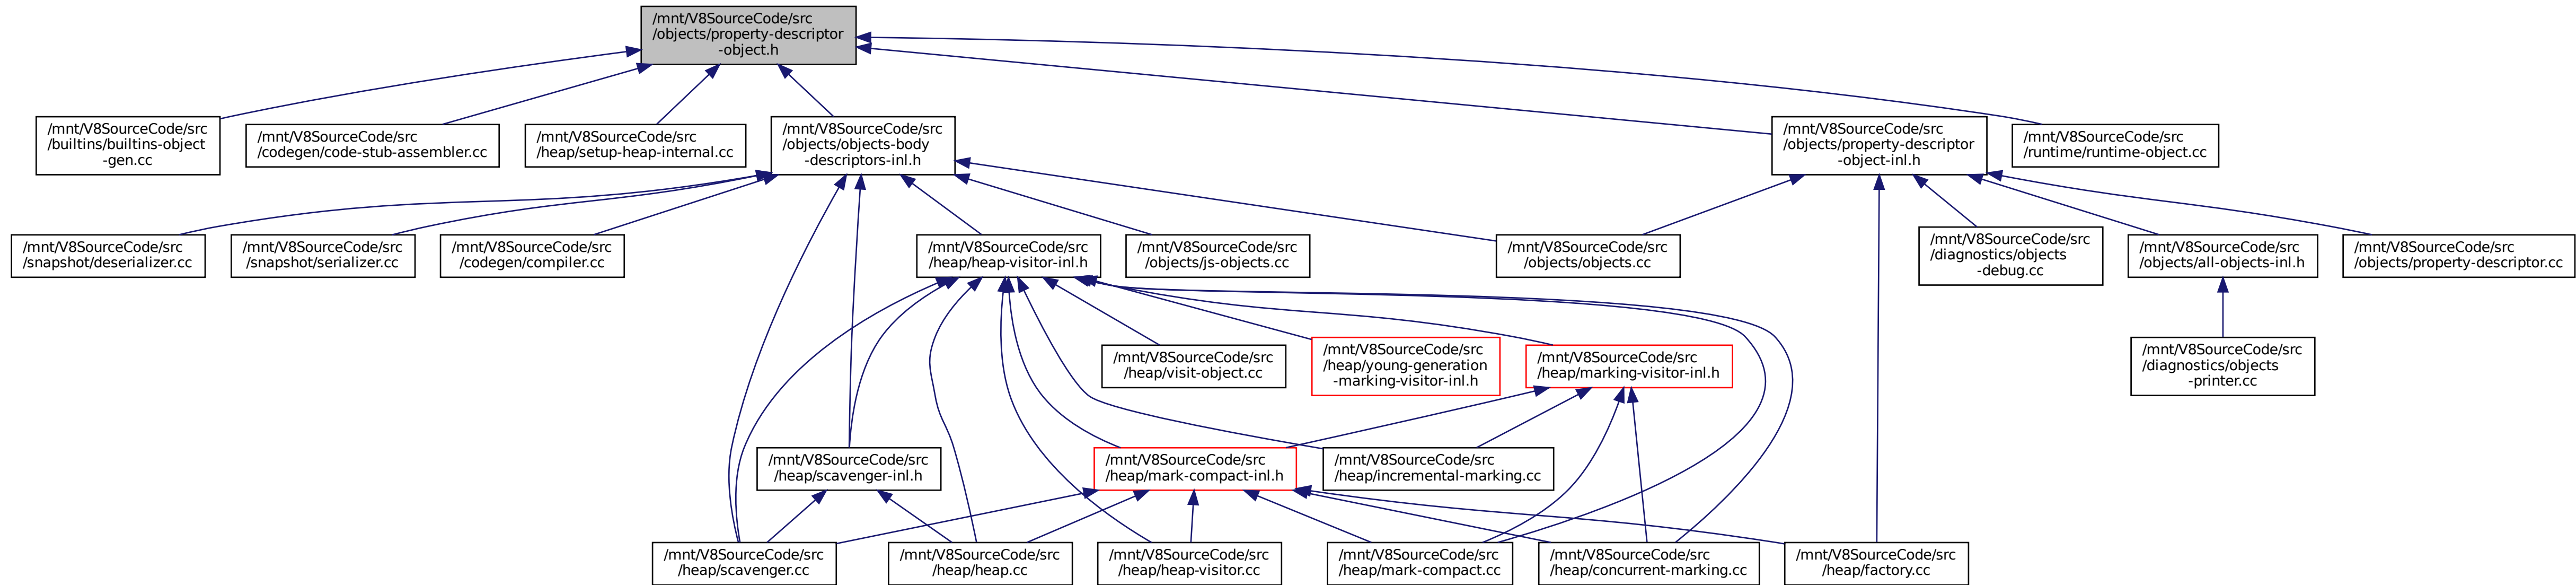 /mnt/V8SourceCode/src
/objects/property-descriptor
-object.h
/mnt/V8SourceCode/src
/builtins/builtins-object
-gen.cc
/mnt/V8SourceCode/src
/codegen/code-stub-assembler.cc
/mnt/V8SourceCode/src
/heap/setup-heap-internal.cc
/mnt/V8SourceCode/src
/objects/objects-body
-descriptors-inl.h
/mnt/V8SourceCode/src
/objects/property-descriptor
-object-inl.h
/mnt/V8SourceCode/src
/runtime/runtime-object.cc
/mnt/V8SourceCode/src
/snapshot/deserializer.cc
/mnt/V8SourceCode/src
/snapshot/serializer.cc
/mnt/V8SourceCode/src
/codegen/compiler.cc
/mnt/V8SourceCode/src
/heap/heap-visitor-inl.h
/mnt/V8SourceCode/src
/objects/js-objects.cc
/mnt/V8SourceCode/src
/objects/objects.cc
/mnt/V8SourceCode/src
/diagnostics/objects
-debug.cc
/mnt/V8SourceCode/src
/objects/all-objects-inl.h
/mnt/V8SourceCode/src
/objects/property-descriptor.cc
/mnt/V8SourceCode/src
/heap/visit-object.cc
/mnt/V8SourceCode/src
/heap/young-generation
-marking-visitor-inl.h
/mnt/V8SourceCode/src
/heap/marking-visitor-inl.h
/mnt/V8SourceCode/src
/diagnostics/objects
-printer.cc
/mnt/V8SourceCode/src
/heap/scavenger-inl.h
/mnt/V8SourceCode/src
/heap/mark-compact-inl.h
/mnt/V8SourceCode/src
/heap/incremental-marking.cc
/mnt/V8SourceCode/src
/heap/scavenger.cc
/mnt/V8SourceCode/src
/heap/heap.cc
/mnt/V8SourceCode/src
/heap/heap-visitor.cc
/mnt/V8SourceCode/src
/heap/mark-compact.cc
/mnt/V8SourceCode/src
/heap/concurrent-marking.cc
/mnt/V8SourceCode/src
/heap/factory.cc